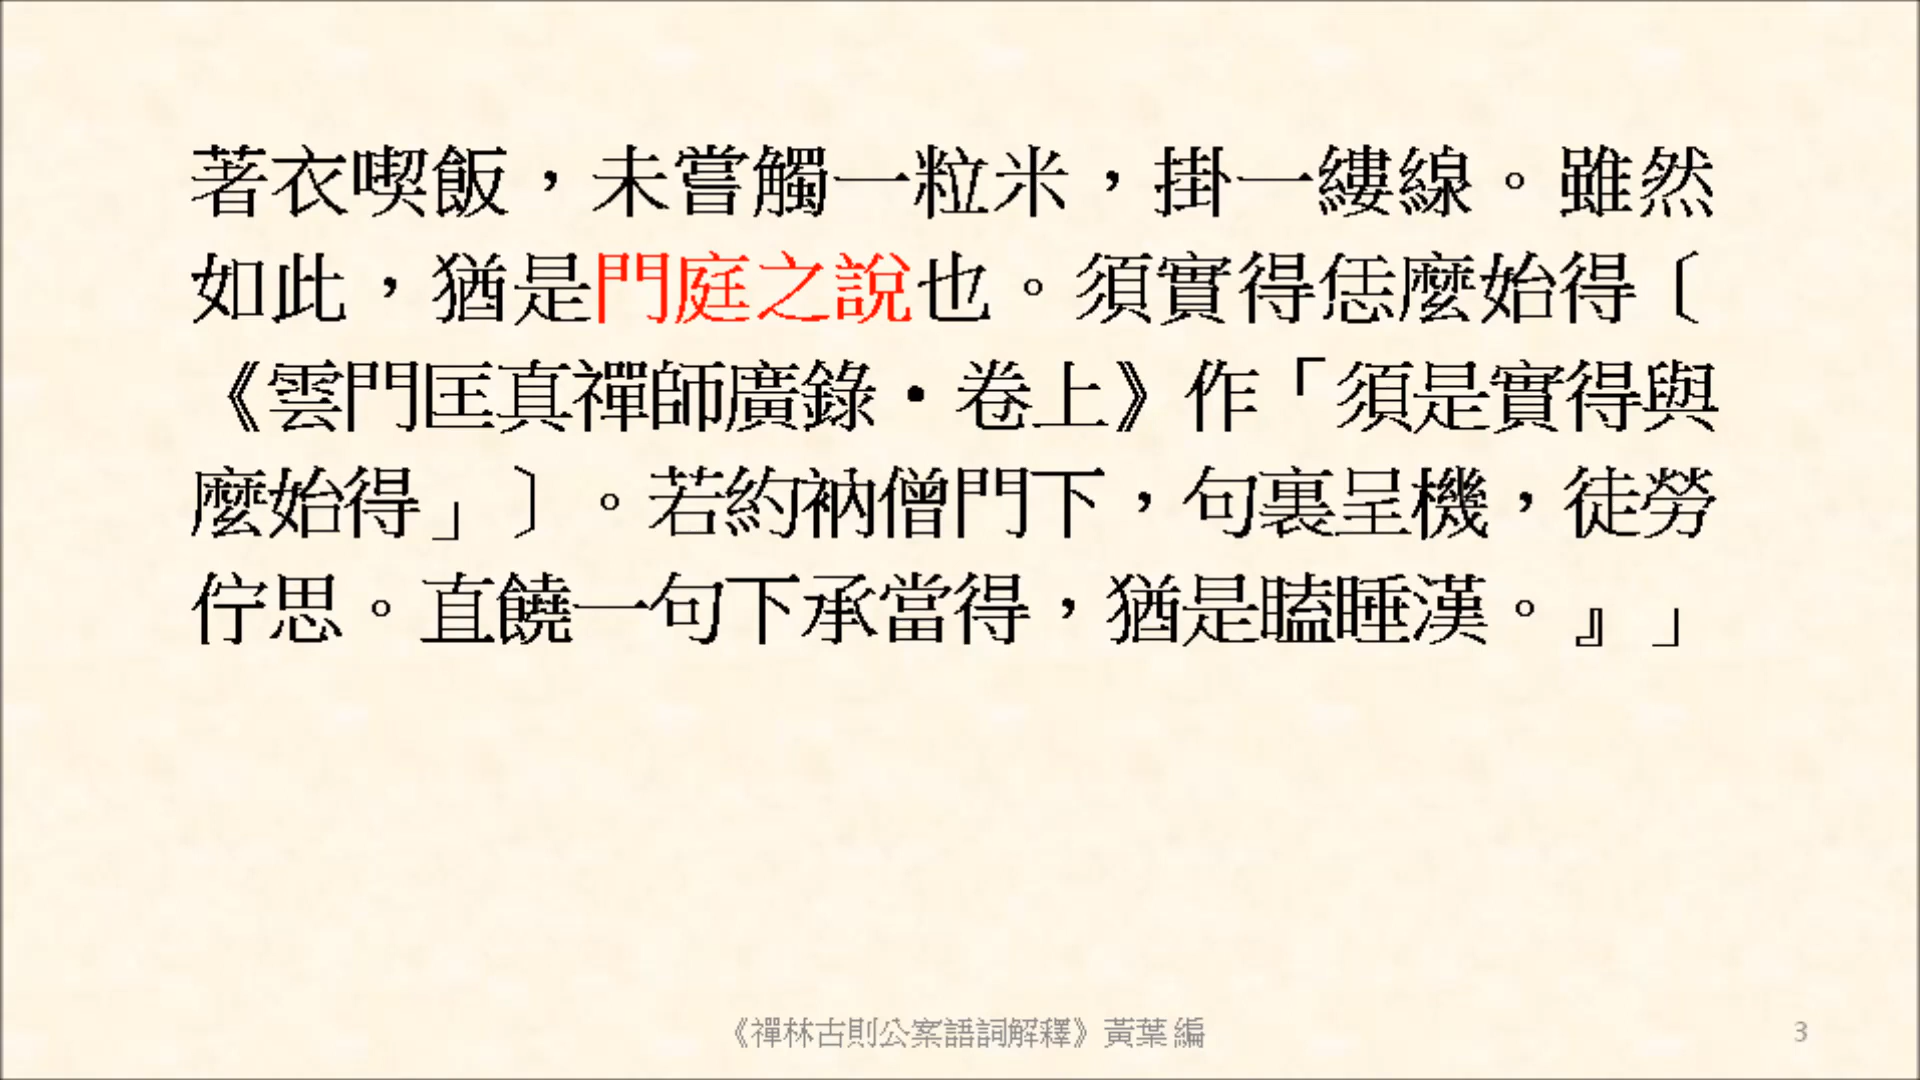 著衣喫飯，未嘗觸一粒米，掛一縷線。雖然
如此，猶是門庭之說也。須實得恁麼始得〔
《雲門匡真禪師廣錄‧卷上》作「須是實得與
麼始得」〕。若約衲僧門下，句裏呈機，徒勞
佇思。直饒一句下承當得，猶是瞌睡漢。』」
《禪林古則公案語詞解釋》黃葉 編
3